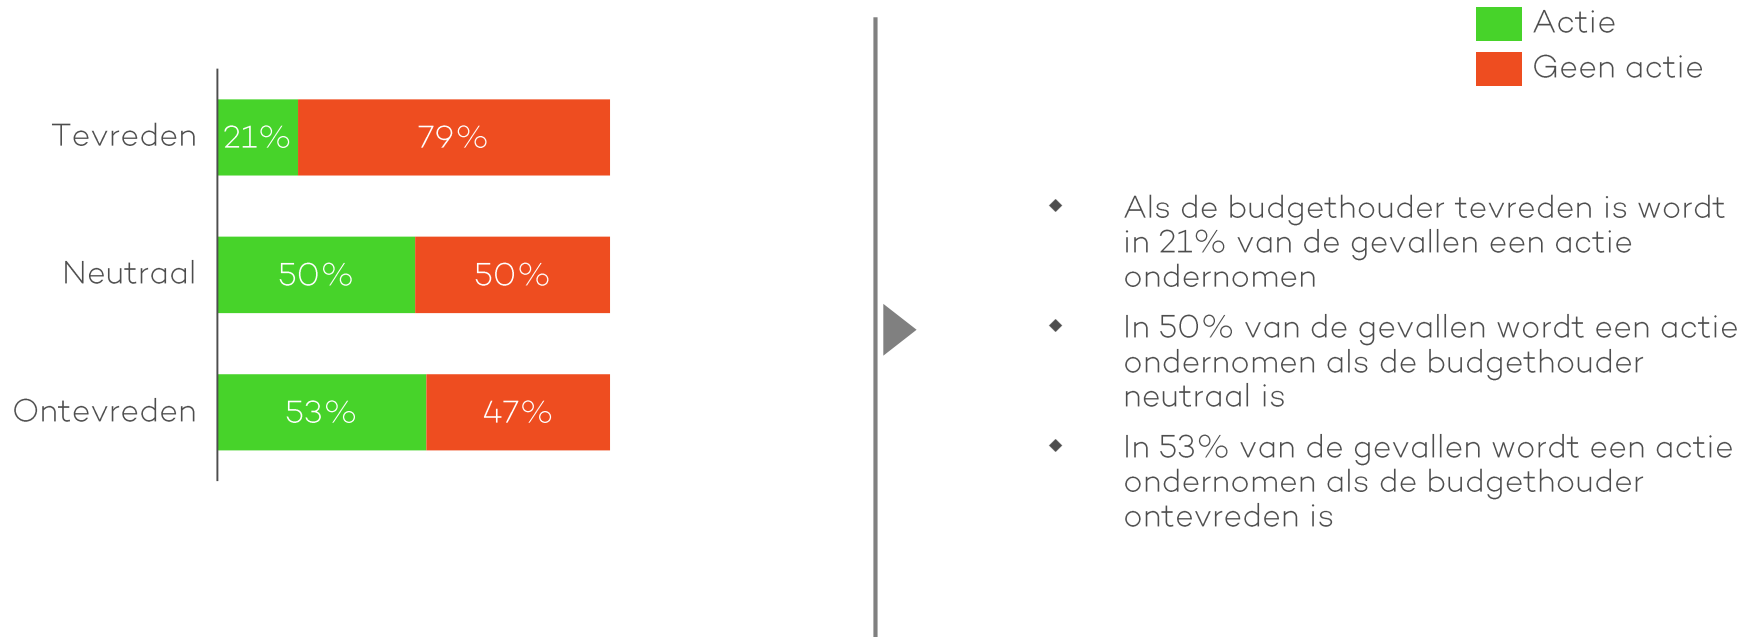 Actie
Geen actie
Tevreden 21% 79%
Neutraal 50% 50%
Ontevreden 53% 47%
Als de budgethouder tevreden is wordt
in 21% van de gevallen een actie
ondernomen
In 50% van de gevallen wordt een actie
ondernomen als de budgethouder
neutraal is
In 53% van de gevallen wordt een actie
ondernomen als de budgethouder
ontevreden is